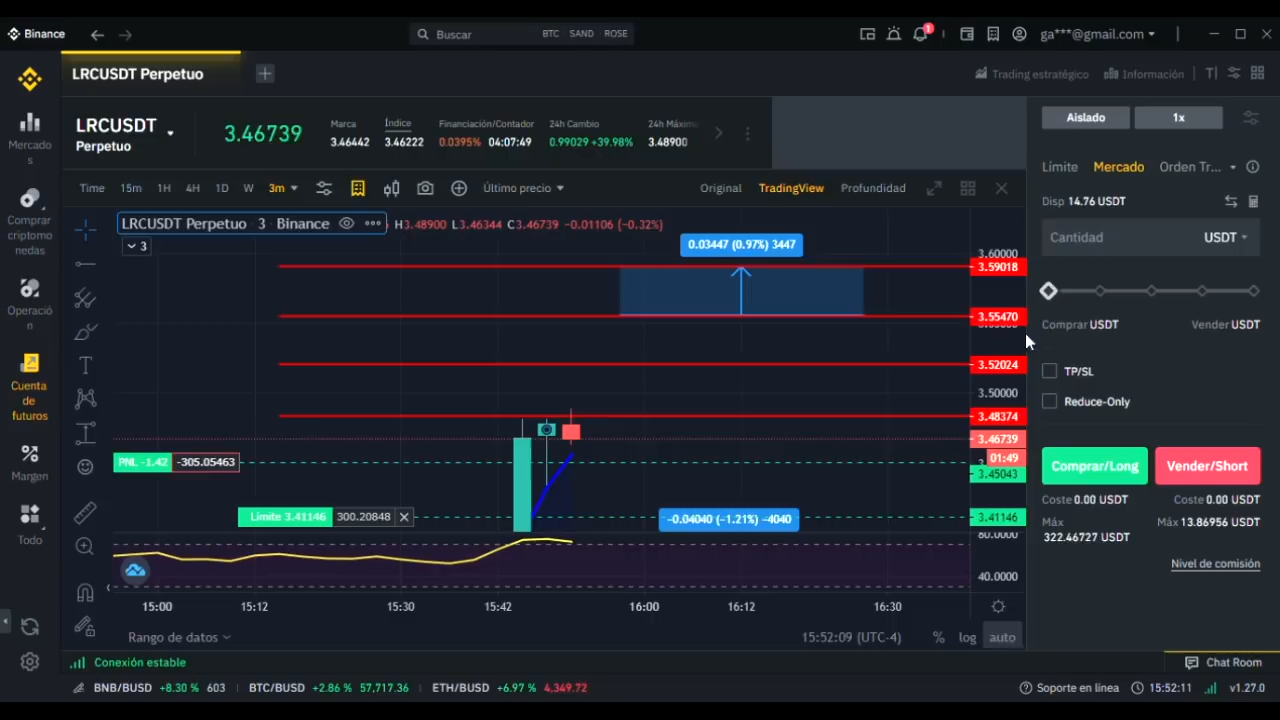 Binance
Buscar BTC SAND ROSE
1
ga***@gmail.com
LRCUSDT Perpetuo
Trading estratégico Información
LRCUSDT
Perpetuo
3.46739
Marca Índice Financiación/Contador 24h Cambio 24h Máxim
3.46442 3.46222 0.0395% 04:07:49 0.99029 +39.98% 3.48900
Aislado 1x
Mercado
s
Comprar
criptomo
nedas
Operació
n
Cuenta
de
futuros
Margen
Todo
Time 15m 1H 4H 1D W 3m Último precio Original TradingView Profundidad
LRCUSDT Perpetuo 3 Binance H3.48900 L3.46344 C3.46739 −0.01106 (−0.32%)
3
0.03447 (0.97%) 3447
3.60000
3.59018
3.55470
3.52024
3.50000
3.48374
3.46739
01:49
3.45043
3.41146
40.0000
PNL -1.42 -305.05463
Límite 3.41146 300.20848
−0.04040 (−1.21%) −4040
15:00 15:12 15:30 15:42 16:00 16:12 16:30
Rango de datos 15:52:09 (UTC-4) % log auto
Límite Mercado Orden Tr...
Disp 14.76 USDT
Cantidad USDT
Comprar USDT Vender USDT
TP/SL
Reduce-Only
Comprar/Long Vender/Short
Coste 0.00 USDT Coste 0.00 USDT
Máx Máx 13.86956 USDT
322.46727 USDT
Nivel de comisión
Conexión estable Chat Room
BNB/BUSD +8.30 % 603 BTC/BUSD +2.86 % 57,717.36 ETH/BUSD +6.97 % 4,349.72 Soporte en línea 15:52:11 v1.27.0